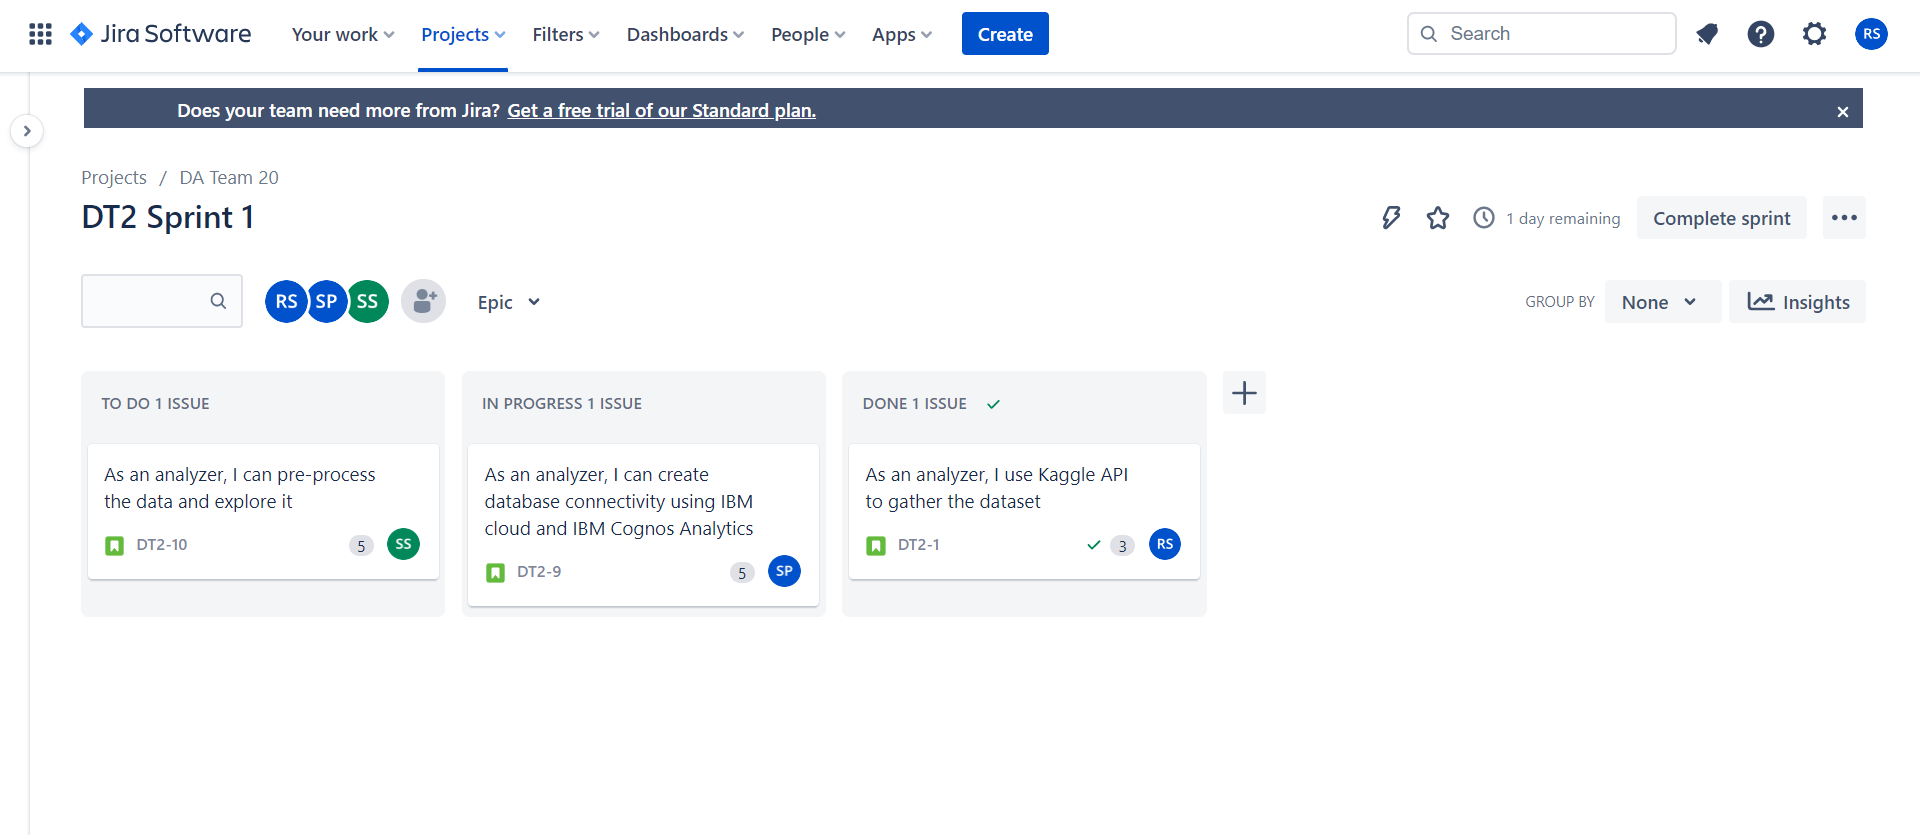 Jira Software
Your work
Projects
Filters
Dashboards
People
Apps
Create
Search
RS
Does your team need more from Jira? Get a free trial of our Standard plan.
Projects / DA Team 20
DT2 Sprint 1
1 day remaining
Complete sprint
RS SP SS
Epic
GROUP BY
None
Insights
TO DO 1 ISSUE
As an analyzer, I can pre-process
the data and explore it
DT2-10
5
SS
IN PROGRESS 1 ISSUE
As an analyzer, I can create
database connectivity using IBM
cloud and IBM Cognos Analytics
DT2-9
5
SP
DONE 1 ISSUE
As an analyzer, I use Kaggle API
to gather the dataset
DT2-1
3
RS